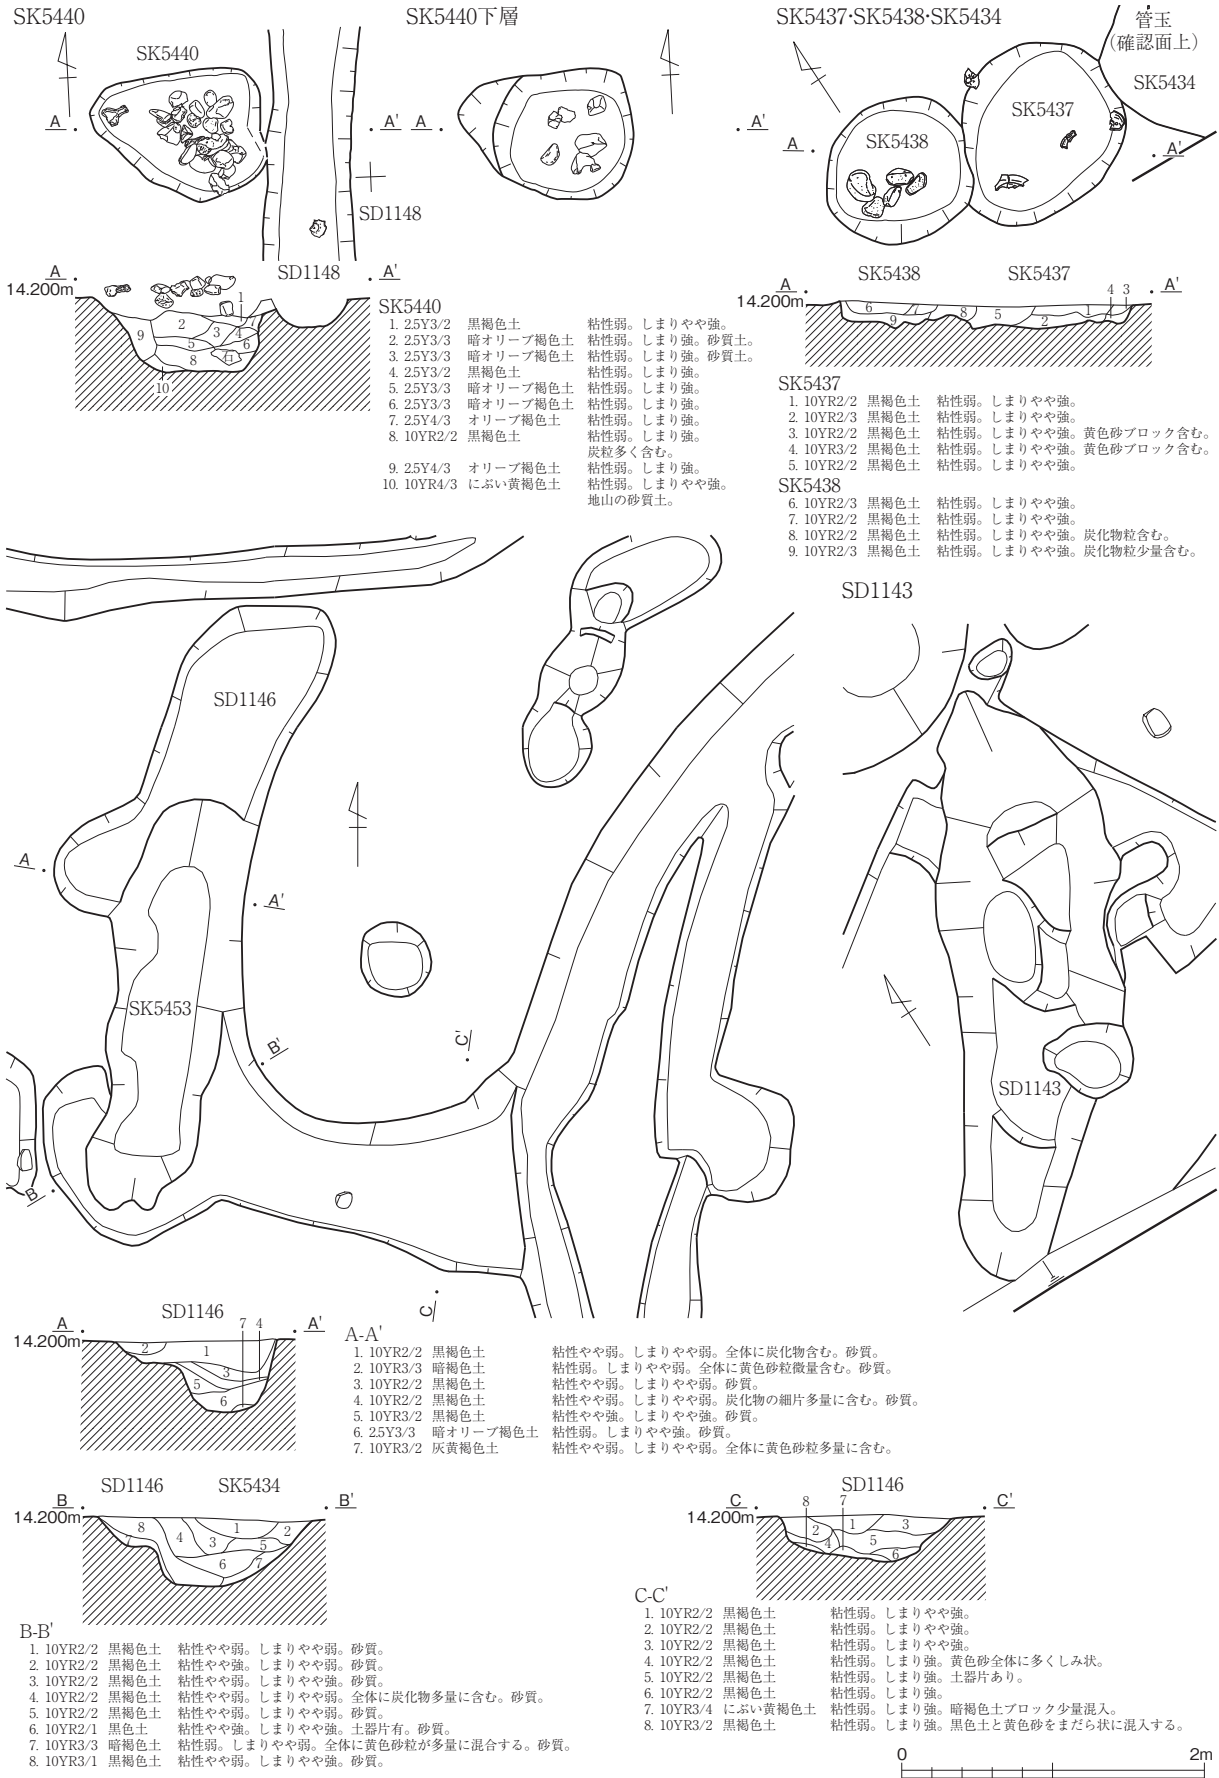 SK5440
SK5440
A
A'
SD1148
A
14.200m
SD1148
A'
1
2
3
4
5
6
8
9
10
石
SK5440下層
A
A'
SK5437・SK5438・SK5434
管玉
(確認面上)
SK5434
SK5437
SK5438
A
A'
A
14.200m
SK5438
SK5437
A'
6
7
9
8
5
2
1
4
3
SK5440
1. 2.5Y3/2 黒褐色土 粘性弱。しまりやや強。
2. 2.5Y3/3 暗オリーブ褐色土 粘性弱。しまり強。砂質土。
3. 2.5Y3/3 暗オリーブ褐色土 粘性弱。しまり強。砂質土。
4. 2.5Y3/2 黒褐色土 粘性弱。しまり強。
5. 2.5Y3/3 暗オリーブ褐色土 粘性弱。しまり強。
6. 2.5Y3/3 暗オリーブ褐色土 粘性弱。しまり強。
7. 2.5Y4/3 オリーブ褐色土 粘性弱。しまり強。
8. 10YR2/2 黒褐色土 粘性弱。しまり強。
炭粒多く含む。
9. 2.5Y4/3 オリーブ褐色土 粘性弱。しまり強。
10. 10YR4/3 にぶい黄褐色土 粘性弱。しまりやや強。
地山の砂質土。
SK5437
1. 10YR2/2 黒褐色土 粘性弱。しまりやや強。
2. 10YR2/3 黒褐色土 粘性弱。しまりやや強。
3. 10YR2/2 黒褐色土 粘性弱。しまりやや強。黄色砂ブロック含む。
4. 10YR3/2 黒褐色土 粘性弱。しまりやや強。黄色砂ブロック含む。
5. 10YR2/2 黒褐色土 粘性弱。しまりやや強。
SK5438
6. 10YR2/3 黒褐色土 粘性弱。しまりやや強。
7. 10YR2/2 黒褐色土 粘性弱。しまりやや強。
8. 10YR2/2 黒褐色土 粘性弱。しまりやや強。炭化物粒含む。
9. 10YR2/3 黒褐色土 粘性弱。しまりやや強。炭化物粒少量含む。
SD1146
A
A'
SK5453
B
B'
C
C'
SD1143
SD1143
A
14.200m
SD1146
A'
7
4
2
1
3
5
6
A-A'
1. 10YR2/2 黒褐色土 粘性やや弱。しまりやや弱。全体に炭化物含む。砂質。
2. 10YR3/3 暗褐色土 粘性弱。しまりやや弱。全体に黄色砂粒微量含む。砂質。
3. 10YR2/2 黒褐色土 粘性やや弱。しまりやや弱。砂質。
4. 10YR2/2 黒褐色土 粘性やや弱。しまりやや弱。炭化物の細片多量に含む。砂質。
5. 10YR3/2 黒褐色土 粘性やや強。しまりやや強。砂質。
6. 2.5Y3/3 暗オリーブ褐色土 粘性弱。しまりやや強。砂質。
7. 10YR3/2 灰黄褐色土 粘性やや弱。しまりやや弱。全体に黄色砂粒多量に含む。
B
14.200m
SD1146
SK5434
B'
8
7
4
3
1
2
5
6
7
B-B'
1. 10YR2/2 黒褐色土 粘性やや弱。しまりやや弱。砂質。
2. 10YR2/2 黒褐色土 粘性やや強。しまりやや弱。砂質。
3. 10YR2/2 黒褐色土 粘性やや弱。しまりやや強。砂質。
4. 10YR2/2 黒褐色土 粘性やや弱。しまりやや弱。全体に炭化物多量に含む。砂質。
5. 10YR2/2 黒褐色土 粘性やや弱。しまりやや弱。砂質。
6. 10YR2/1 黒色土 粘性やや強。しまりやや強。土器片有。砂質。
7. 10YR3/3 暗褐色土 粘性弱。しまりやや弱。全体に黄色砂粒が多量に混合する。砂質。
8. 10YR3/1 黒褐色土 粘性やや弱。しまりやや強。砂質。
C
14.200m
SD1146
C'
8
7
2
1
3
4
5
6
C-C'
1. 10YR2/2 黒褐色土 粘性弱。しまりやや強。
2. 10YR2/2 黒褐色土 粘性弱。しまりやや強。
3. 10YR2/2 黒褐色土 粘性弱。しまりやや強。
4. 10YR2/2 黒褐色土 粘性弱。しまり強。黄色砂全体に多くしみ状。
5. 10YR2/2 黒褐色土 粘性弱。しまり強。土器片あり。
6. 10YR2/2 黒褐色土 粘性弱。しまり強。
7. 10YR3/4 にぶい黄褐色土 粘性弱。しまり強。暗褐色土ブロック少量混入。
8. 10YR3/2 黒褐色土 粘性弱。しまり強。黒色土と黄色砂をまだら状に混入する。
0
2m